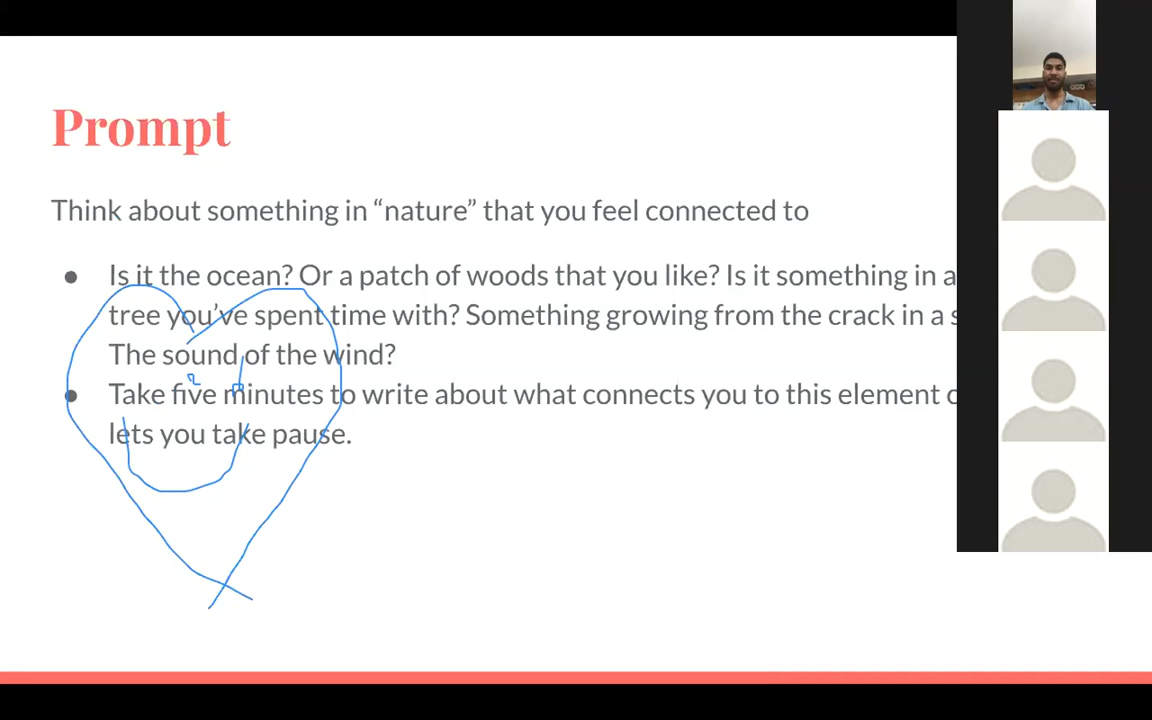 Prompt
Think about something in “nature” that you feel connected to
● Is it the ocean? Or a patch of woods that you like? Is it something in a
tree you’ve spent time with? Something growing from the crack in a
The sound of the wind?
● Take five minutes to write about what connects you to this element
lets you take pause.